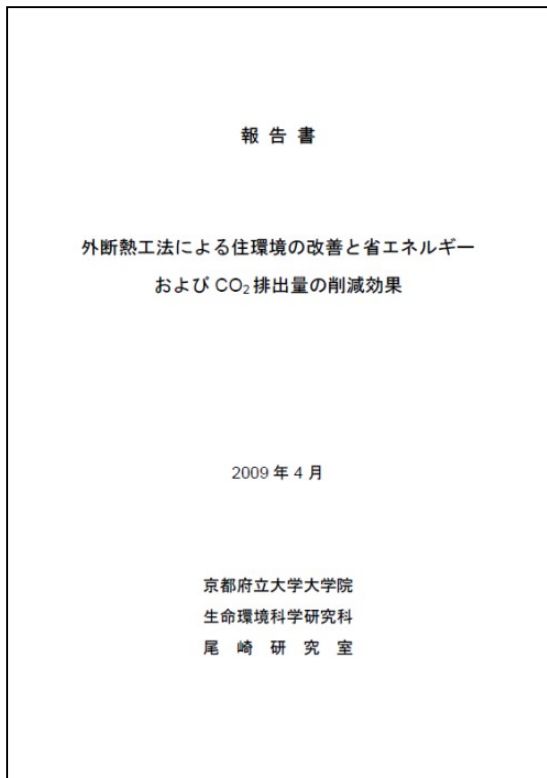 報 告 書
外断熱工法による住環境の改善と省エネルギー
および CO₂ 排出量の削減効果
2009 年 4 月
京都府立大学大学院
生命環境科学研究科
尾 崎 研 究 室